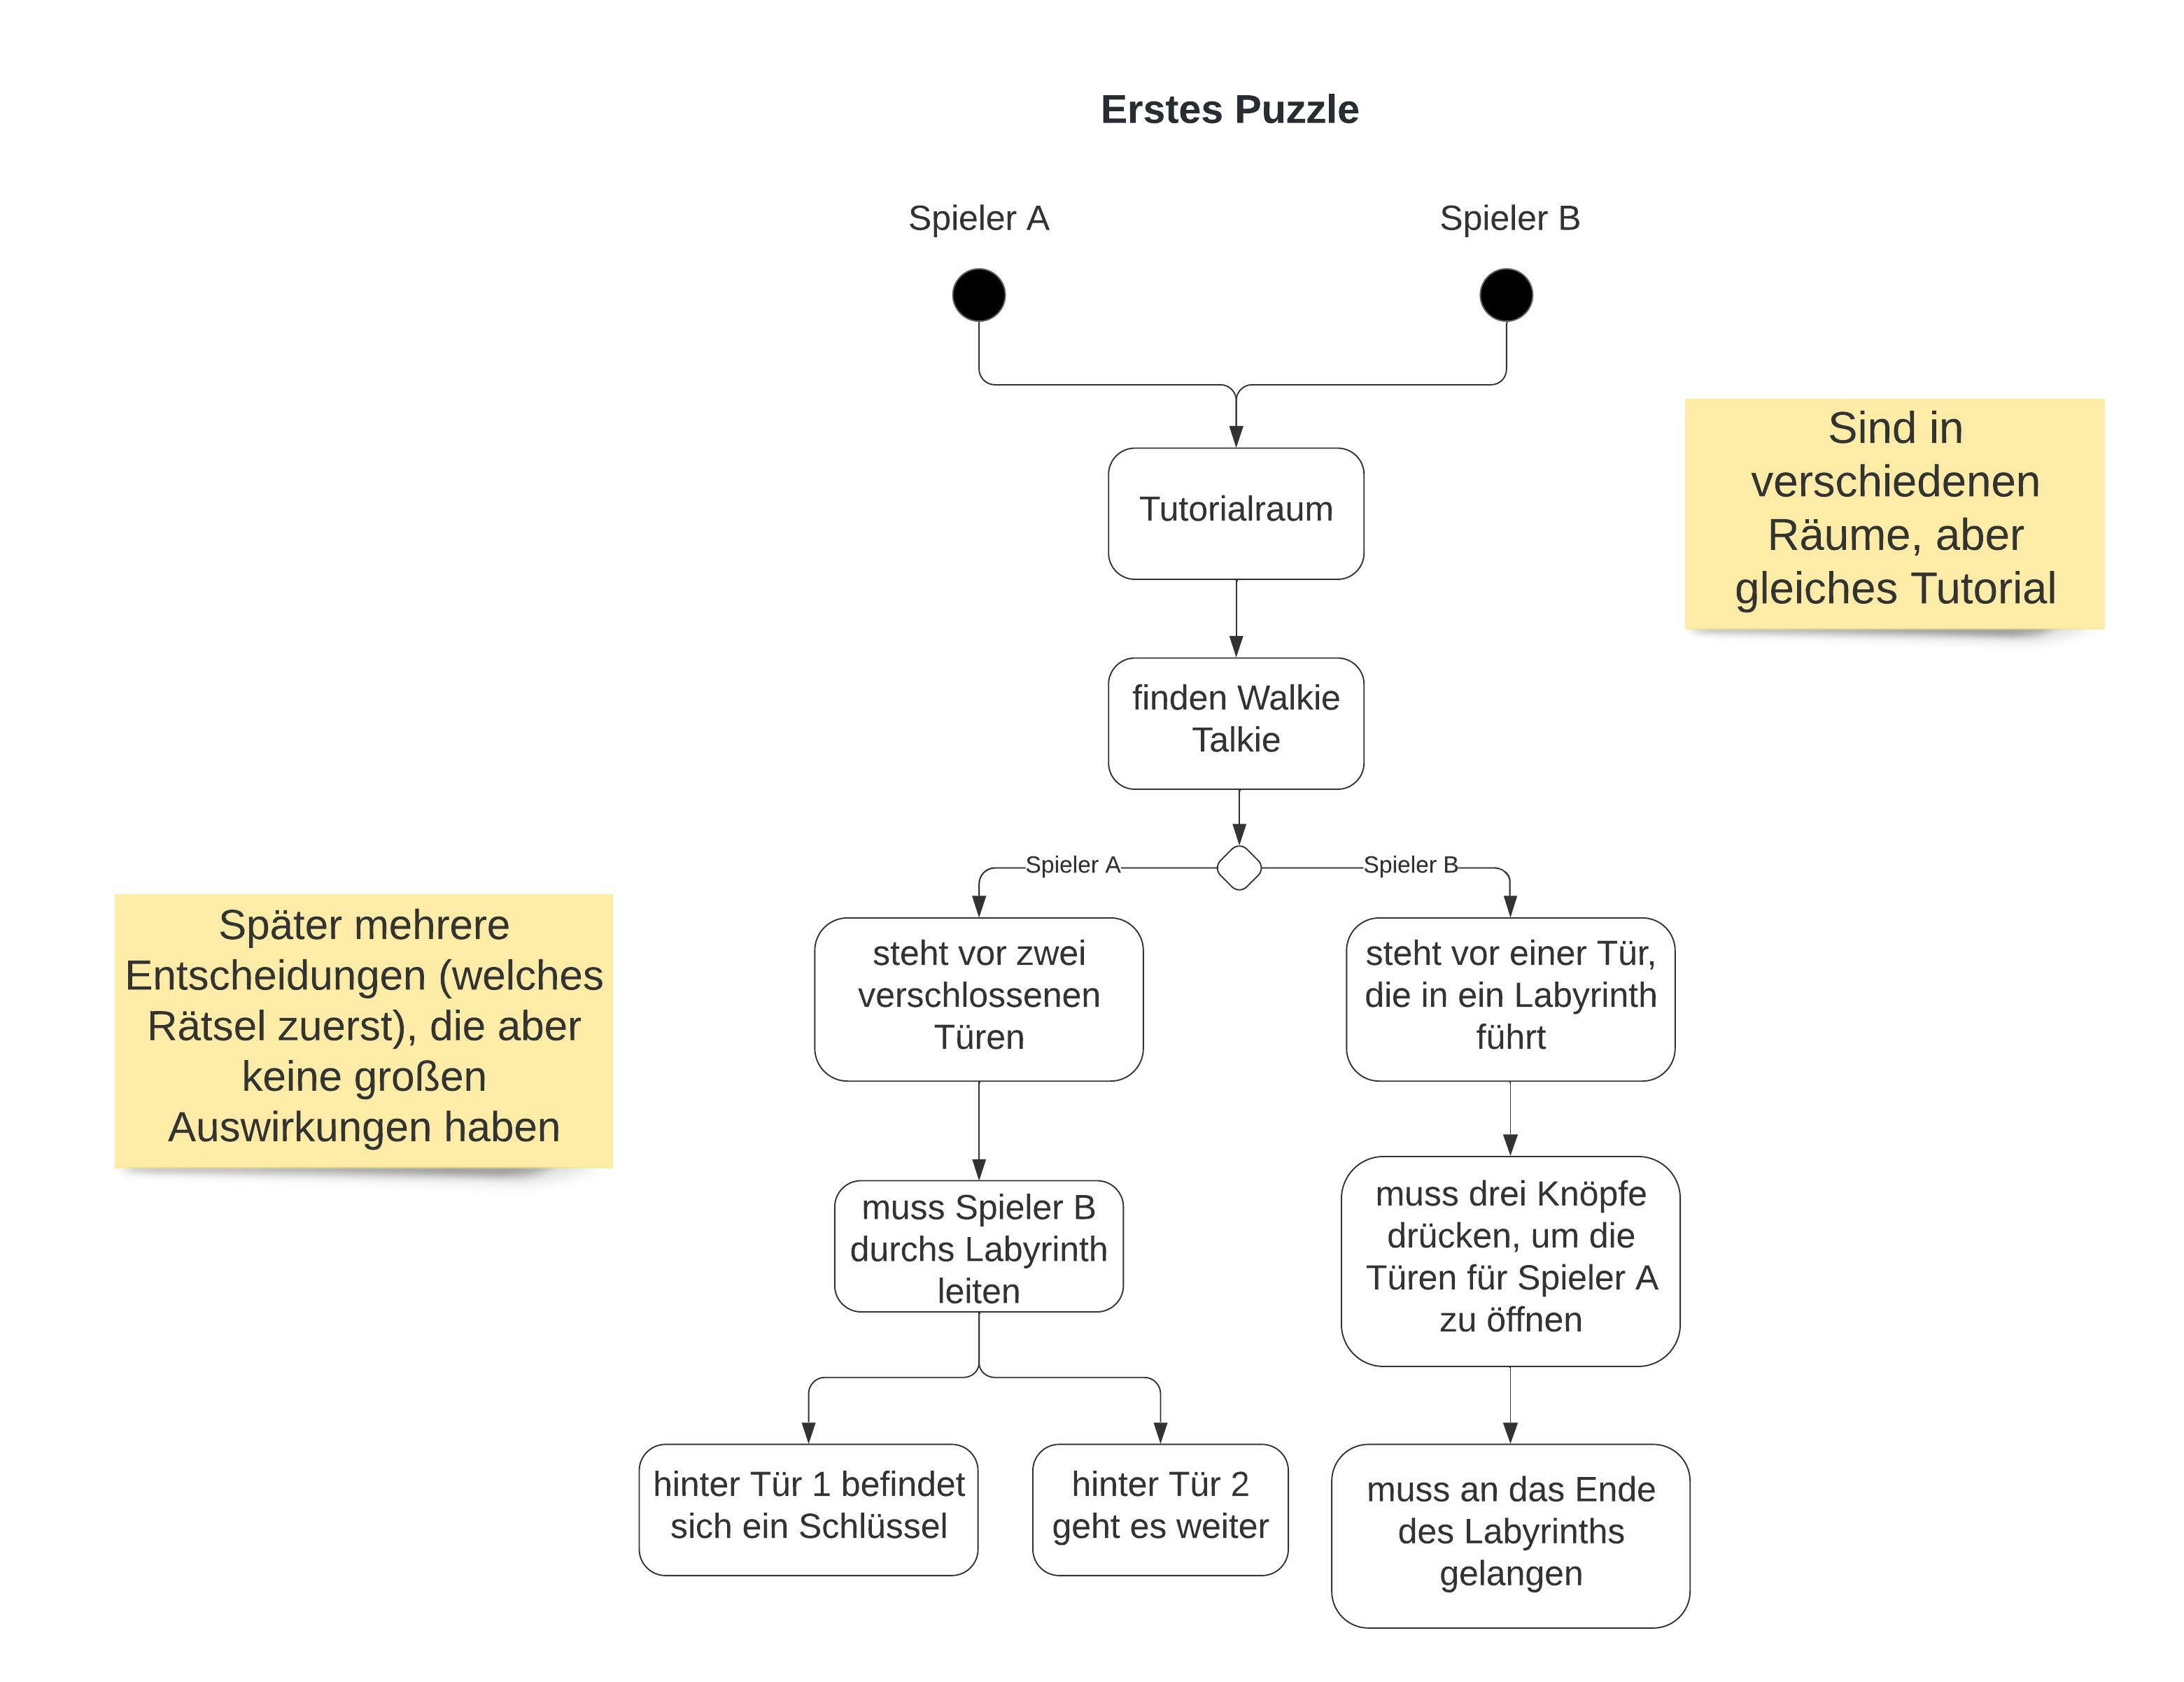 Erstes Puzzle
Spieler A
Spieler B
Sind in
verschiedenen
Räume, aber
gleiches Tutorial
Tutorialraum
finden Walkie
Talkie
Spieler A
Spieler B
Später mehrere
Entscheidungen (welches
Rätsel zuerst), die aber
keine großen
Auswirkungen haben
steht vor zwei
verschlossenen
Türen
steht vor einer Tür,
die in ein Labyrinth
führt
muss Spieler B
durchs Labyrinth
leiten
muss drei Knöpfe
drücken, um die
Türen für Spieler A
zu öffnen
hinter Tür 1 befindet
sich ein Schlüssel
hinter Tür 2
geht es weiter
muss an das Ende
des Labyrinths
gelangen